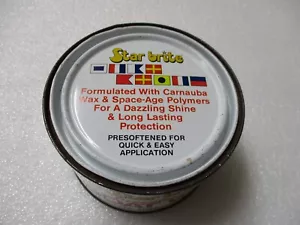 Star brite
Formulated With Carnauba
Wax & Space-Age Polymers
For A Dazzling Shine
& Long Lasting
Protection
PRESOFTENED FOR
QUICK & EASY
APPLICATION